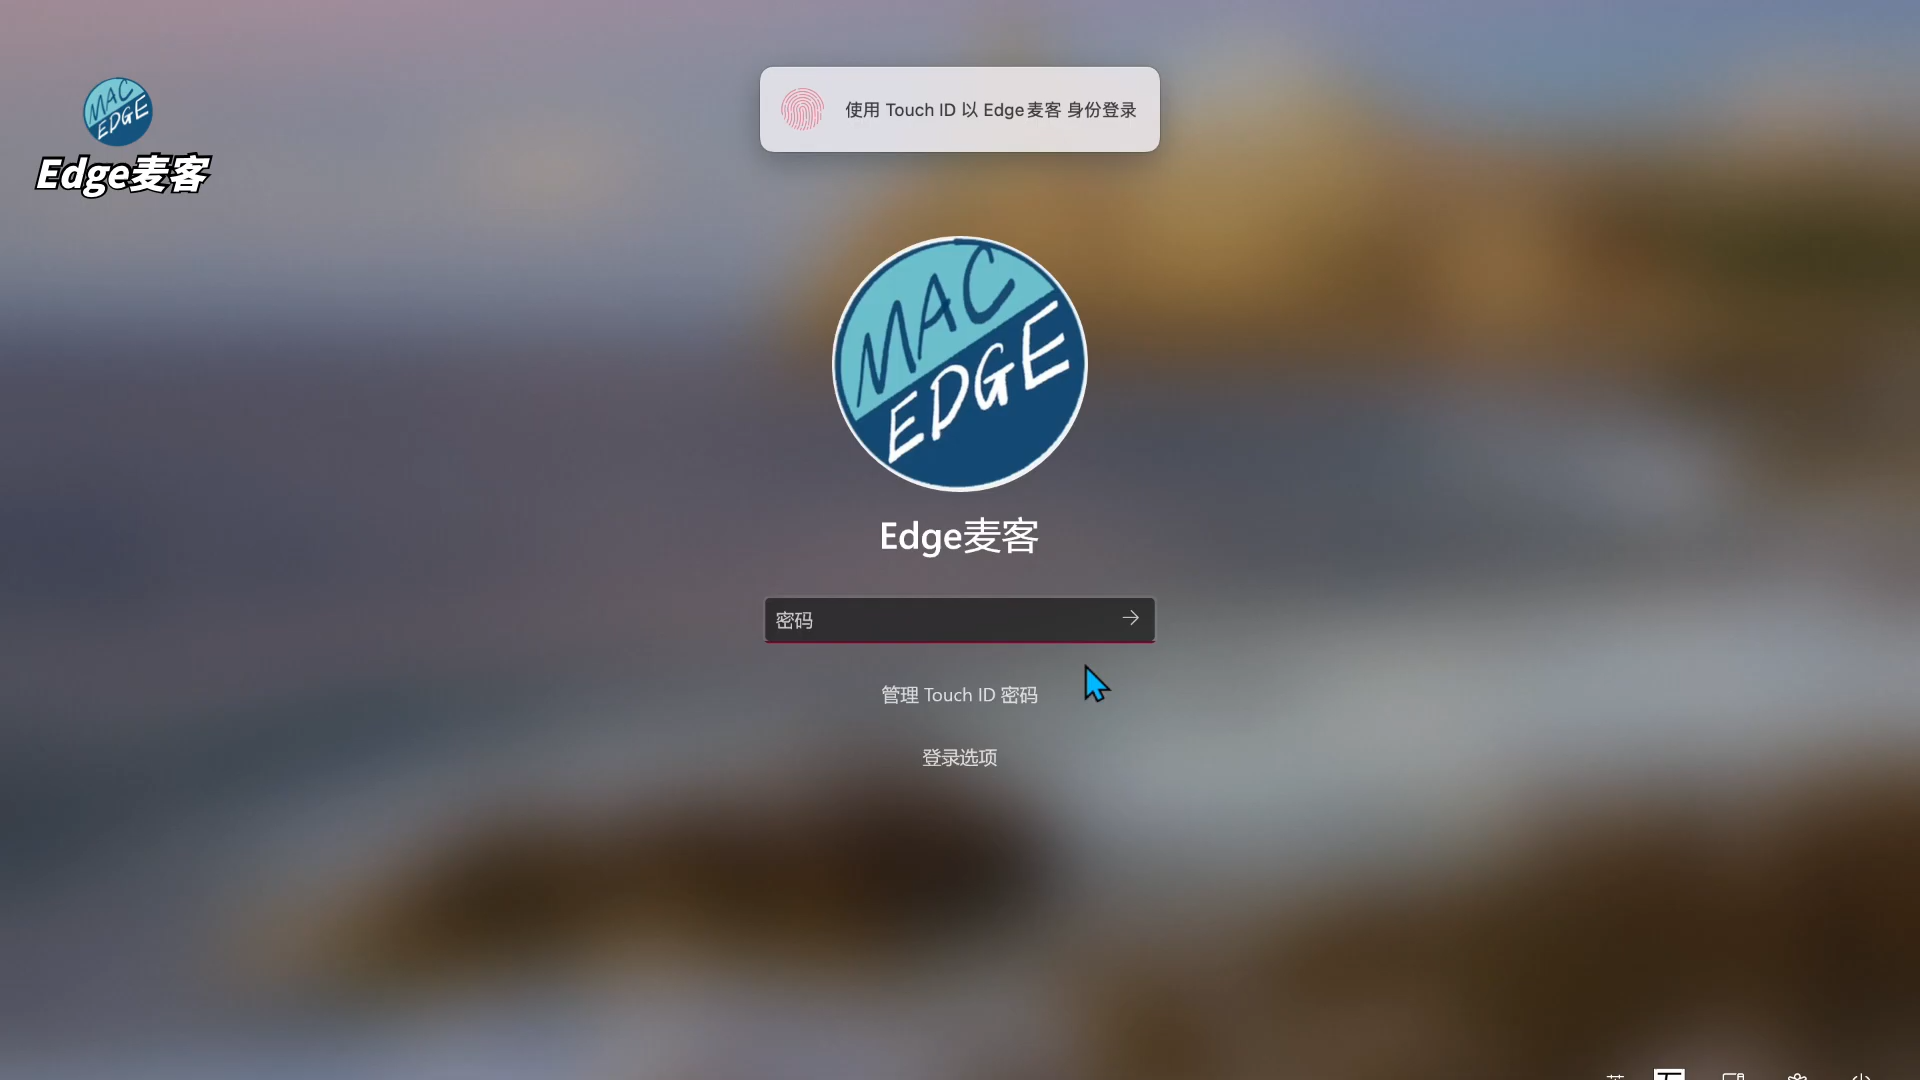 MAC
EDGE
Edge麦客
使用 Touch ID 以 Edge麦客 身份登录
MAC
EDGE
Edge麦客
密码
管理 Touch ID 密码
登录选项